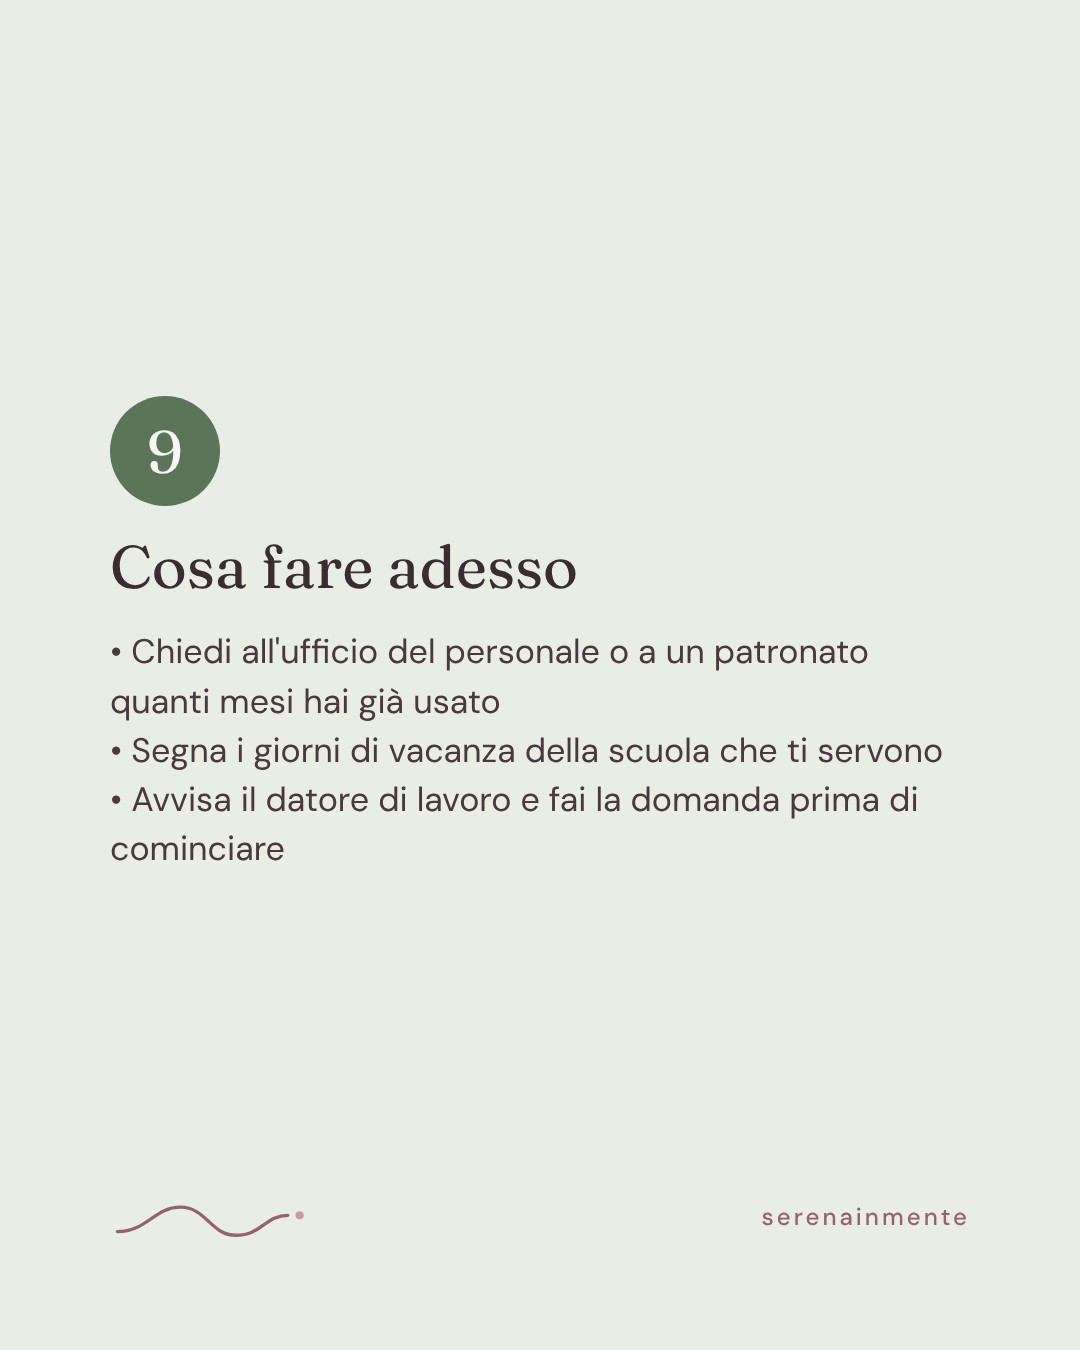 9
Cosa fare adesso
• Chiedi all'ufficio del personale o a un patronato
quanti mesi hai già usato
• Segna i giorni di vacanza della scuola che ti servono
• Avvisa il datore di lavoro e fai la domanda prima di
cominciare
serenainmente